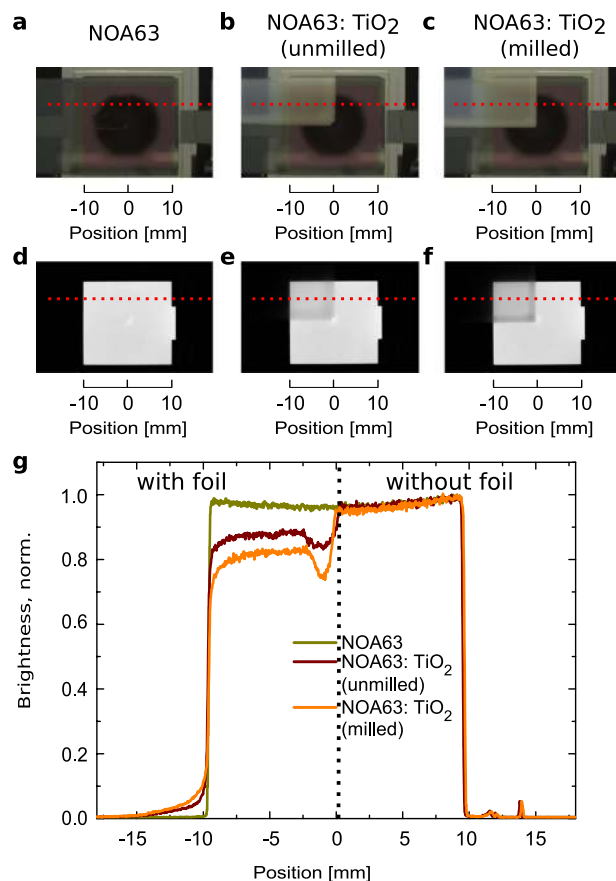 a NOA63 b NOA63: TiO2 (unmilled) c NOA63: TiO2 (milled)
-10 0 10 -10 0 10 -10 0 10
Position [mm] Position [mm] Position [mm]
d e f
-10 0 10 -10 0 10 -10 0 10
Position [mm] Position [mm] Position [mm]
g
with foil without foil
1.0
0.8
0.6
0.4
0.2
0.0
Brightness, norm.
NOA63
NOA63: TiO2
(unmilled)
NOA63: TiO2
(milled)
-15 -10 -5 0 5 10 15
Position [mm]